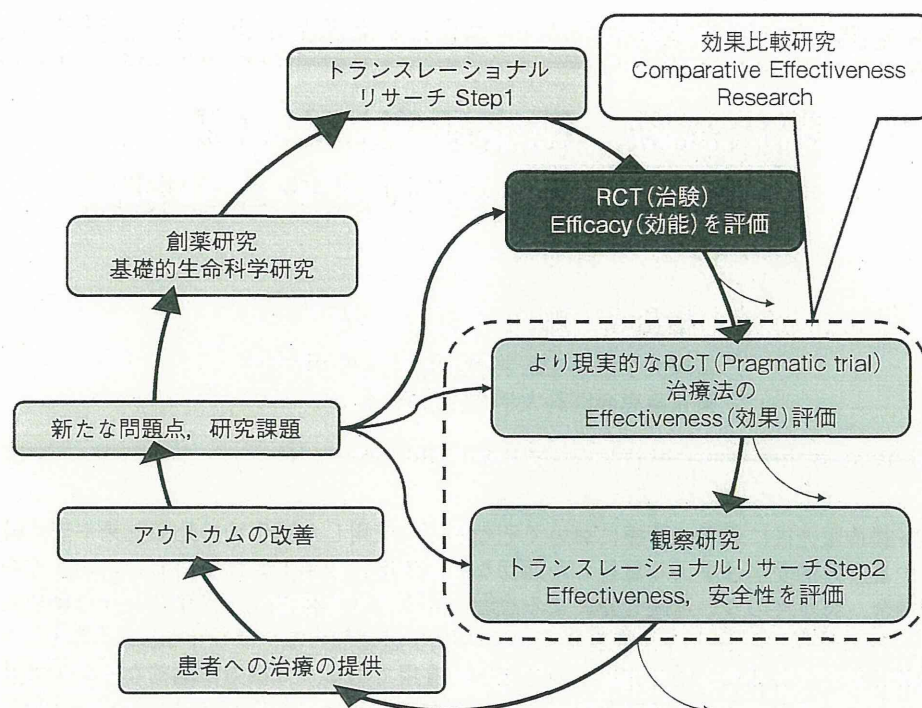 効果比較研究
Comparative Effectiveness
Research
トランスレーショナル
リサーチ Step1
RCT(治験)
Efficacy(効能)を評価
創薬研究
基礎的生命科学研究
より現実的なRCT(Pragmatic trial)
治療法の
Effectiveness(効果)評価
新たな問題点,研究課題
アウトカムの改善
観察研究
トランスレーショナルリサーチStep2
Effectiveness,安全性を評価
患者への治療の提供